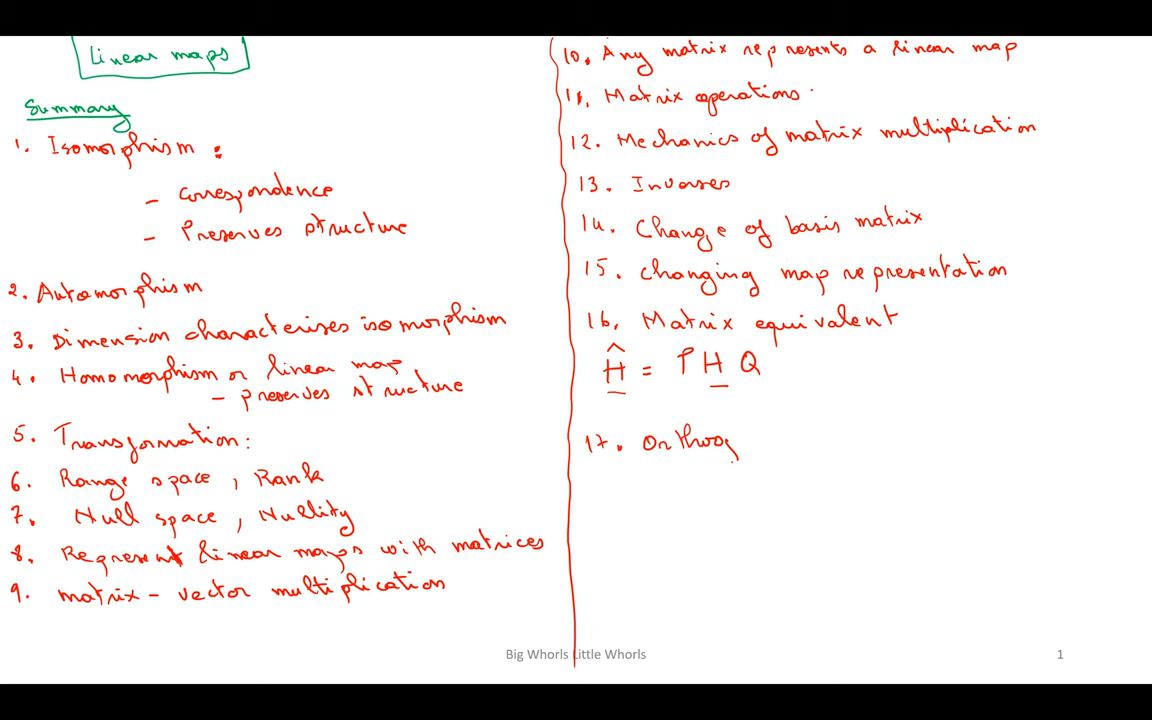 Linear maps
Summary
1. Isomorphism :
- Correspondence
- Preserves structure
2. Automorphism
3. Dimension characterises isomorphism
4. Homomorphism or linear map
- preserves structure
5. Transformation:
6. Range space, Rank
7. Null space, Nullity
8. Represent linear maps with matrices
9. matrix - vector multiplication
10. Any matrix represents a linear map
11. Matrix operations
12. Mechanics of matrix multiplication
13. Inverses
14. Change of basis matrix
15. Changing map representation
16. Matrix equivalent
Ĥ = P H Q
17. Orthog
Big Whorls Little Whorls
1